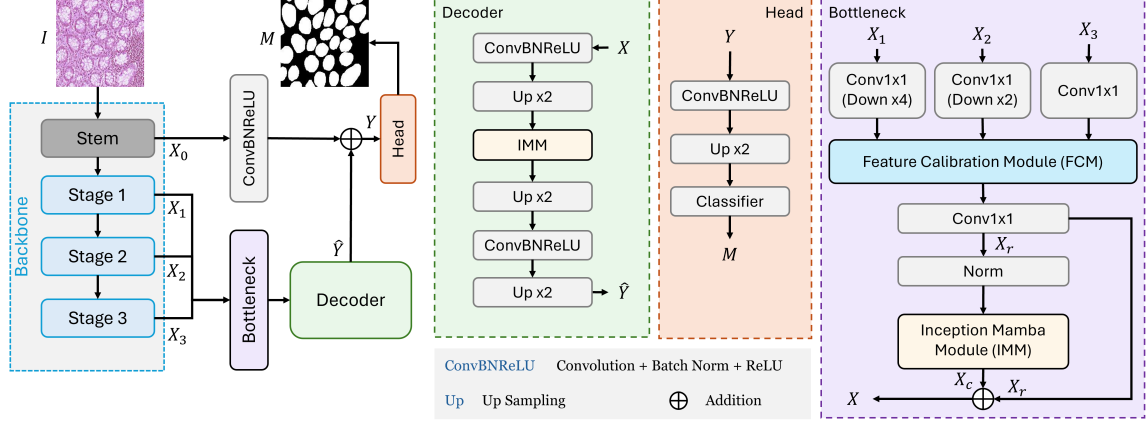 I
Backbone
Stem
X₀
Stage 1
X₁
Stage 2
X₂
Stage 3
X₃
ConvBNReLU
Bottleneck
Decoder
Ŷ
Y
Head
M
Decoder
ConvBNReLU
X
Up x2
IMM
Up x2
ConvBNReLU
Up x2
Ŷ
Head
Y
ConvBNReLU
Up x2
Classifier
M
ConvBNReLU Convolution + Batch Norm + ReLU
Up Up Sampling ⊕ Addition
Bottleneck
X₁ X₂ X₃
Conv1x1
(Down x4)
Conv1x1
(Down x2)
Conv1x1
Feature Calibration Module (FCM)
Conv1x1
Xᵣ
Norm
Inception Mamba
Module (IMM)
X꜀
Xᵣ
X